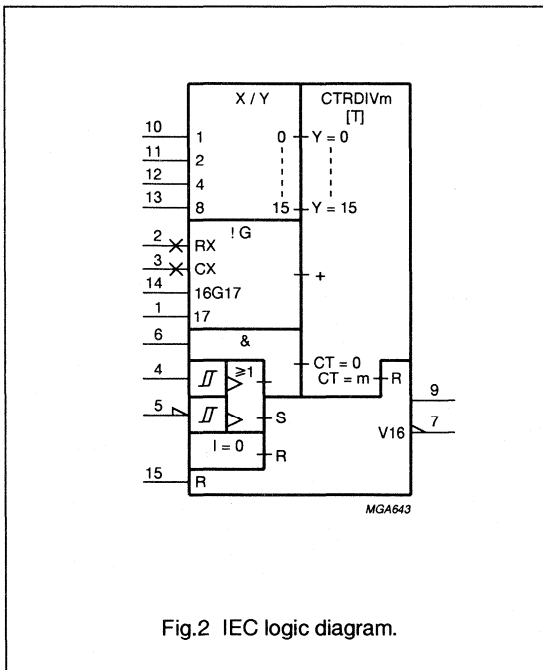 X / Y CTRDIVm
[T]
10 1 0 Y = 0
11 2
12 4
13 8 15 Y = 15
! G
2 RX
3 CX +
14 16G17
1 17
6 &
CT = 0
4 ≥1 CT = m R
9
5 S
V16 7
I = 0
R
15 R
MGA643
Fig.2 IEC logic diagram.